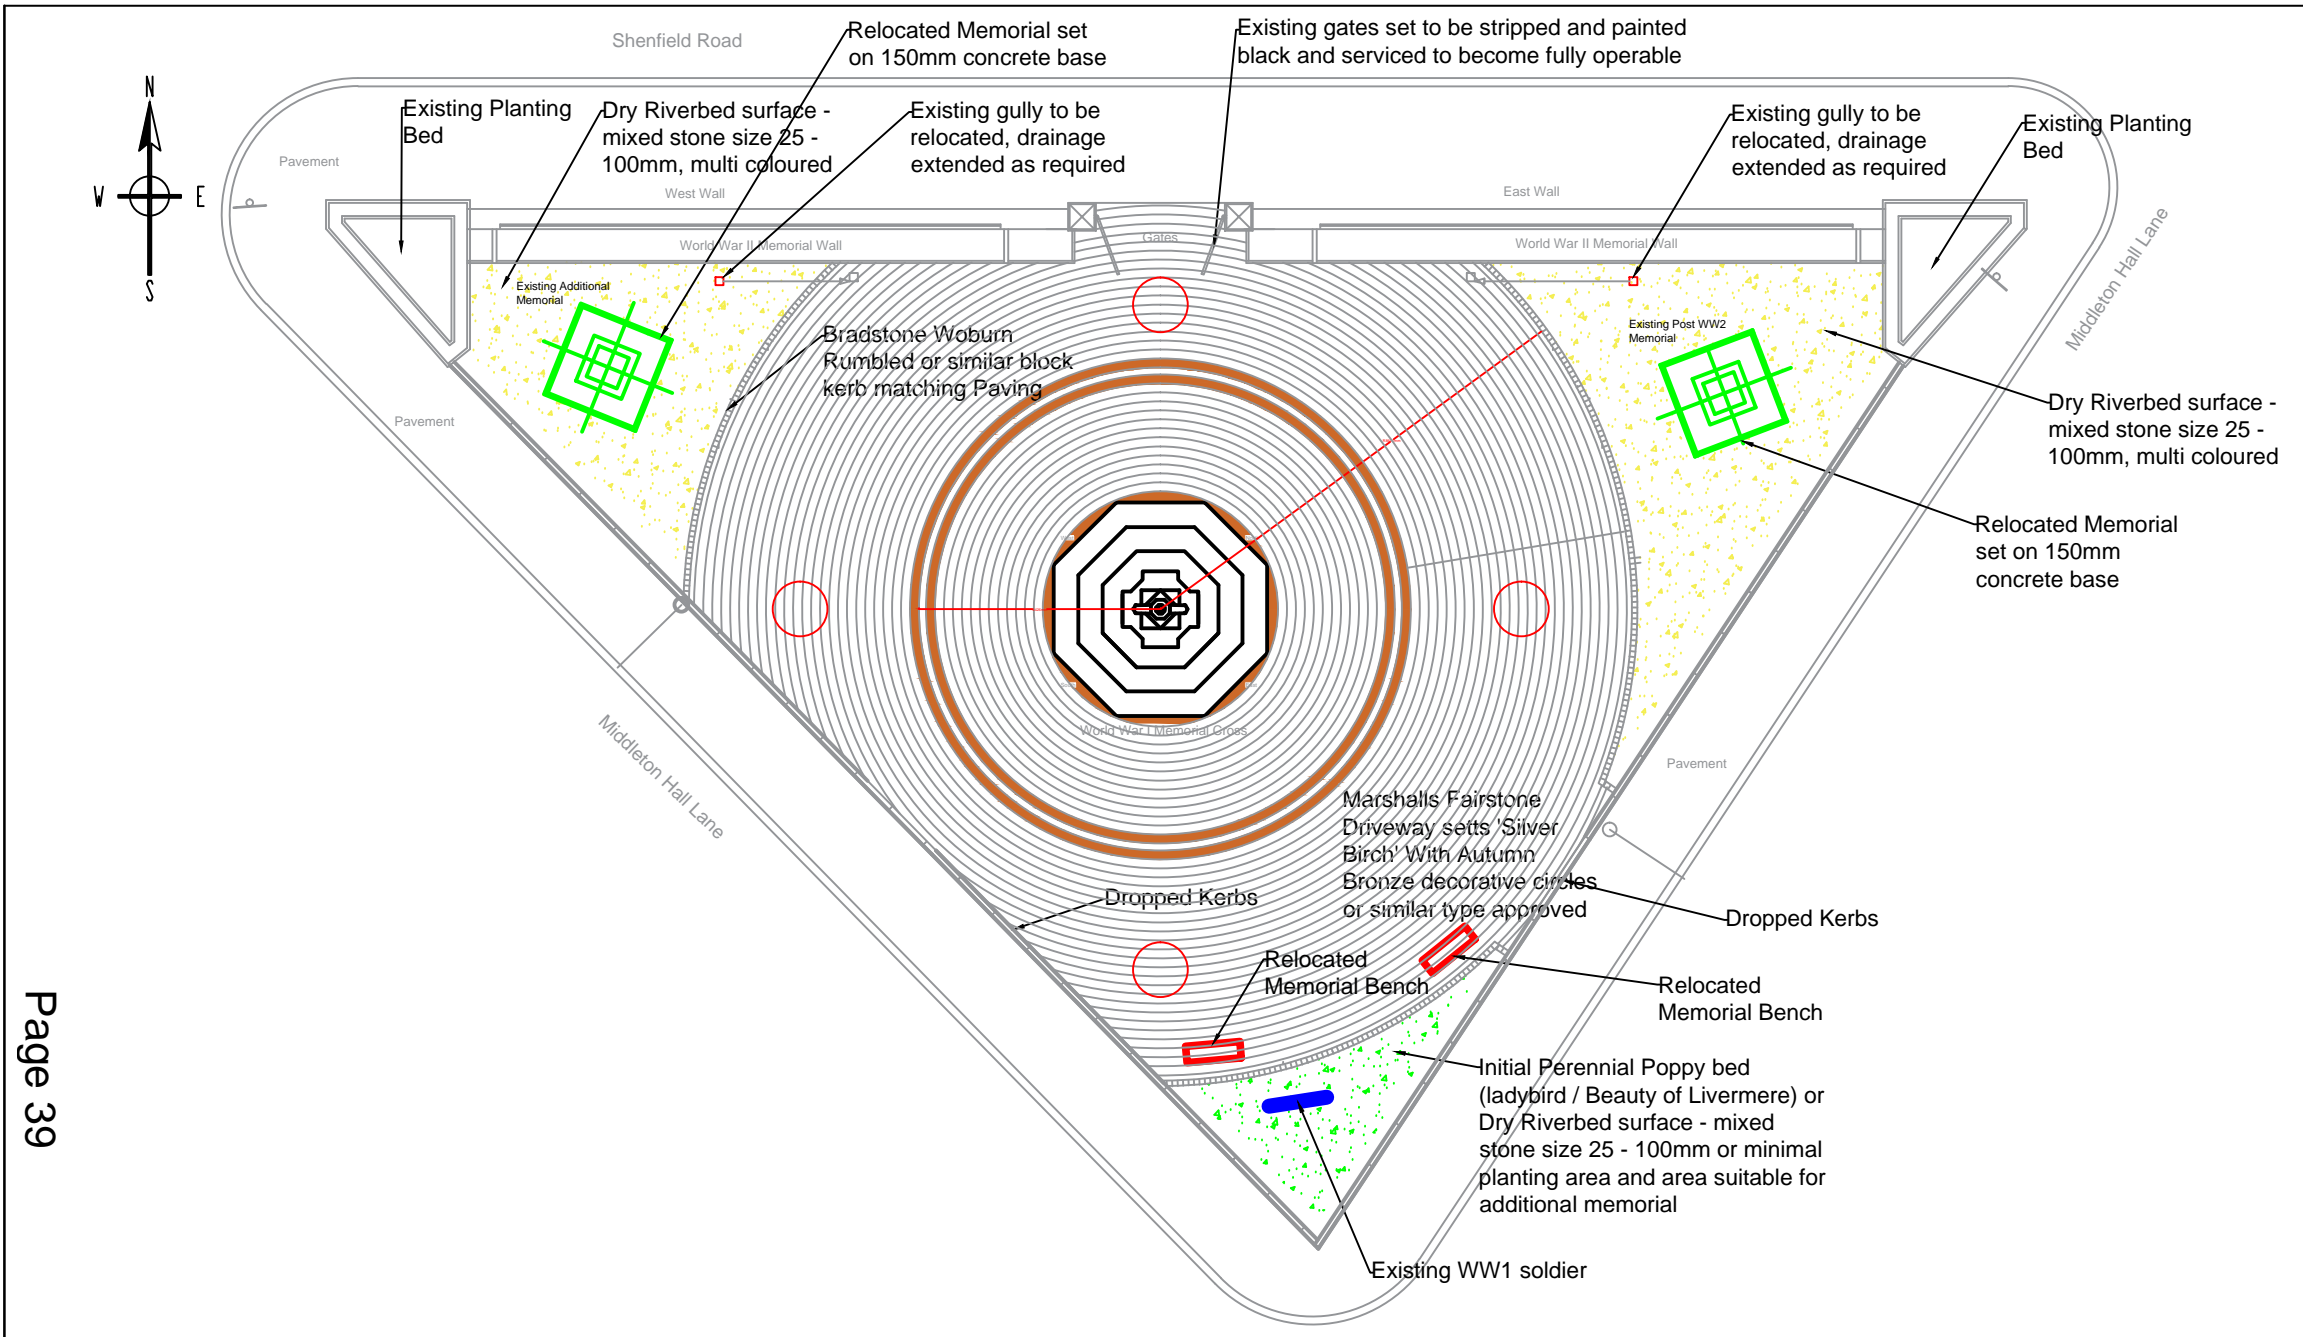 Shenfield Road
Relocated Memorial set
on 150mm concrete base
Existing gates set to be stripped and painted
black and serviced to become fully operable
N
W
E
S
Existing Planting
Bed
Dry Riverbed surface -
mixed stone size 25 -
100mm, multi coloured
Existing gully to be
relocated, drainage
extended as required
Existing gully to be
relocated, drainage
extended as required
Existing Planting
Bed
Pavement
West Wall
East Wall
World War II Memorial Wall
Gates
World War II Memorial Wall
Middleton Hall Lane
Existing Additional
Memorial
Existing Post WW2
Memorial
Bradstone Woburn
Rumbled or similar block
kerb matching Paving
Pavement
Dry Riverbed surface -
mixed stone size 25 -
100mm, multi coloured
Relocated Memorial
set on 150mm
concrete base
World War I Memorial Cross
Middleton Hall Lane
Pavement
Marshalls Fairstone
Driveway setts 'Silver
Birch' With Autumn
Bronze decorative circles
or similar type approved
Dropped Kerbs
Dropped Kerbs
Relocated
Memorial Bench
Relocated
Memorial Bench
Initial Perennial Poppy bed
(ladybird / Beauty of Livermere) or
Dry Riverbed surface - mixed
stone size 25 - 100mm or minimal
planting area and area suitable for
additional memorial
Existing WW1 soldier
Page 39